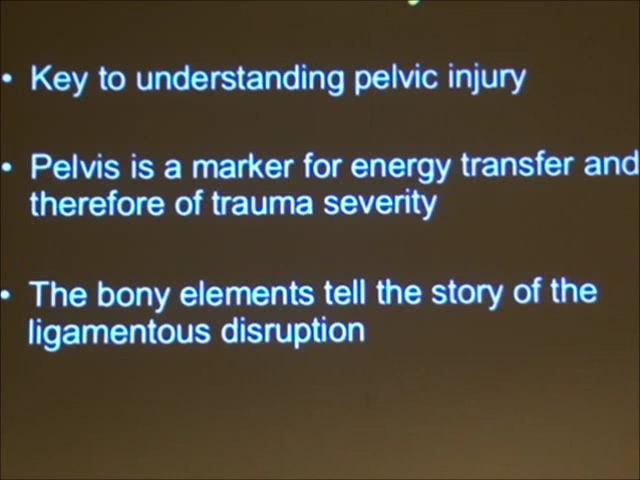 • Key to understanding pelvic injury
• Pelvis is a marker for energy transfer and
therefore of trauma severity
• The bony elements tell the story of the
ligamentous disruption